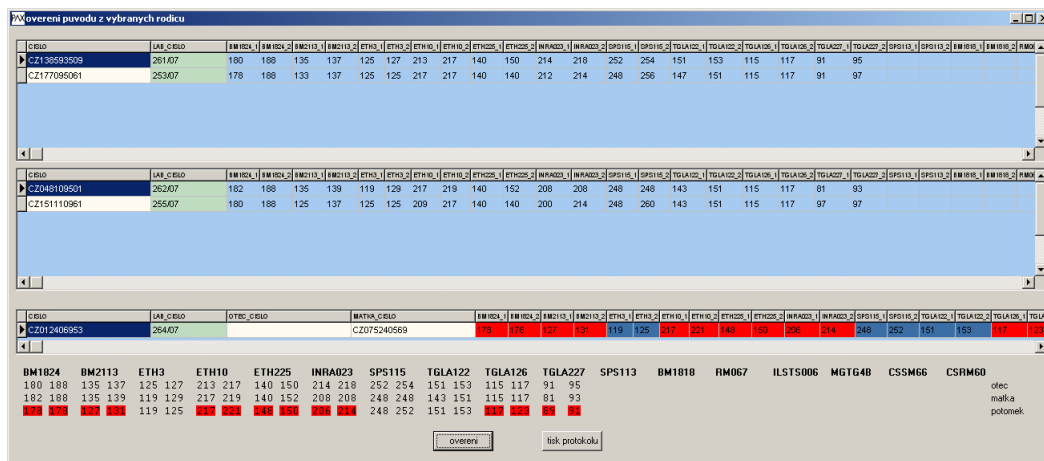 PAX overeni puvodu z vybranych rodicu
CISLO LAB_CISLO BM1824_1 BM1824_2 BM2113_1 BM2113_2 ETH3_1 ETH3_2 ETH10_1 ETH10_2 ETH225_1 ETH225_2 INRA023_1 INRA023_2 SPS115_1 SPS115_2 TGLA122_1 TGLA122_2 TGLA126_1 TGLA126_2 TGLA227_1 TGLA227_2 SPS113_1 SPS113_2 BM1818_1 BM1818_2 RM06
CZ138593509 261/07 180 188 135 137 125 127 213 217 140 150 214 218 252 254 151 153 115 117 91 95
CZ177095061 253/07 178 188 133 137 125 125 217 217 140 140 212 214 248 256 147 151 115 117 91 97
CISLO LAB_CISLO BM1824_1 BM1824_2 BM2113_1 BM2113_2 ETH3_1 ETH3_2 ETH10_1 ETH10_2 ETH225_1 ETH225_2 INRA023_1 INRA023_2 SPS115_1 SPS115_2 TGLA122_1 TGLA122_2 TGLA126_1 TGLA126_2 TGLA227_1 TGLA227_2 SPS113_1 SPS113_2 BM1818_1 BM1818_2 RM06
CZ048109501 262/07 182 188 135 139 119 129 217 219 140 152 208 208 248 248 143 151 115 117 81 93
CZ151110961 255/07 180 188 125 137 125 125 209 217 140 140 200 214 248 260 143 151 115 117 97 97
CISLO LAB_CISLO OTEC_CISLO MATKA_CISLO BM1824_1 BM1824_2 BM2113_1 BM2113_2 ETH3_1 ETH3_2 ETH10_1 ETH10_2 ETH225_1 ETH225_2 INRA023_1 INRA023_2 SPS115_1 SPS115_2 TGLA122_1 TGLA122_2 TGLA126_1 TGLA126_2 TGLA
CZ012406953 264/07 CZ075240569 178 178 127 131 119 125 217 221 148 150 206 214 248 252 151 153 117 123
BM1824 BM2113 ETH3 ETH10 ETH225 INRA023 SPS115 TGLA122 TGLA126 TGLA227 SPS113 BM1818 RM067 ILSTS006 MGTG4B CSSM66 CSRM60
180 188 135 137 125 127 213 217 140 150 214 218 252 254 151 153 115 117 91 95 otec
182 188 135 139 119 129 217 219 140 152 208 208 248 248 143 151 115 117 81 93 matka
178 178 127 131 119 125 217 221 148 150 206 214 248 252 151 153 117 123 89 91 potomek
overeni tisk protokolu